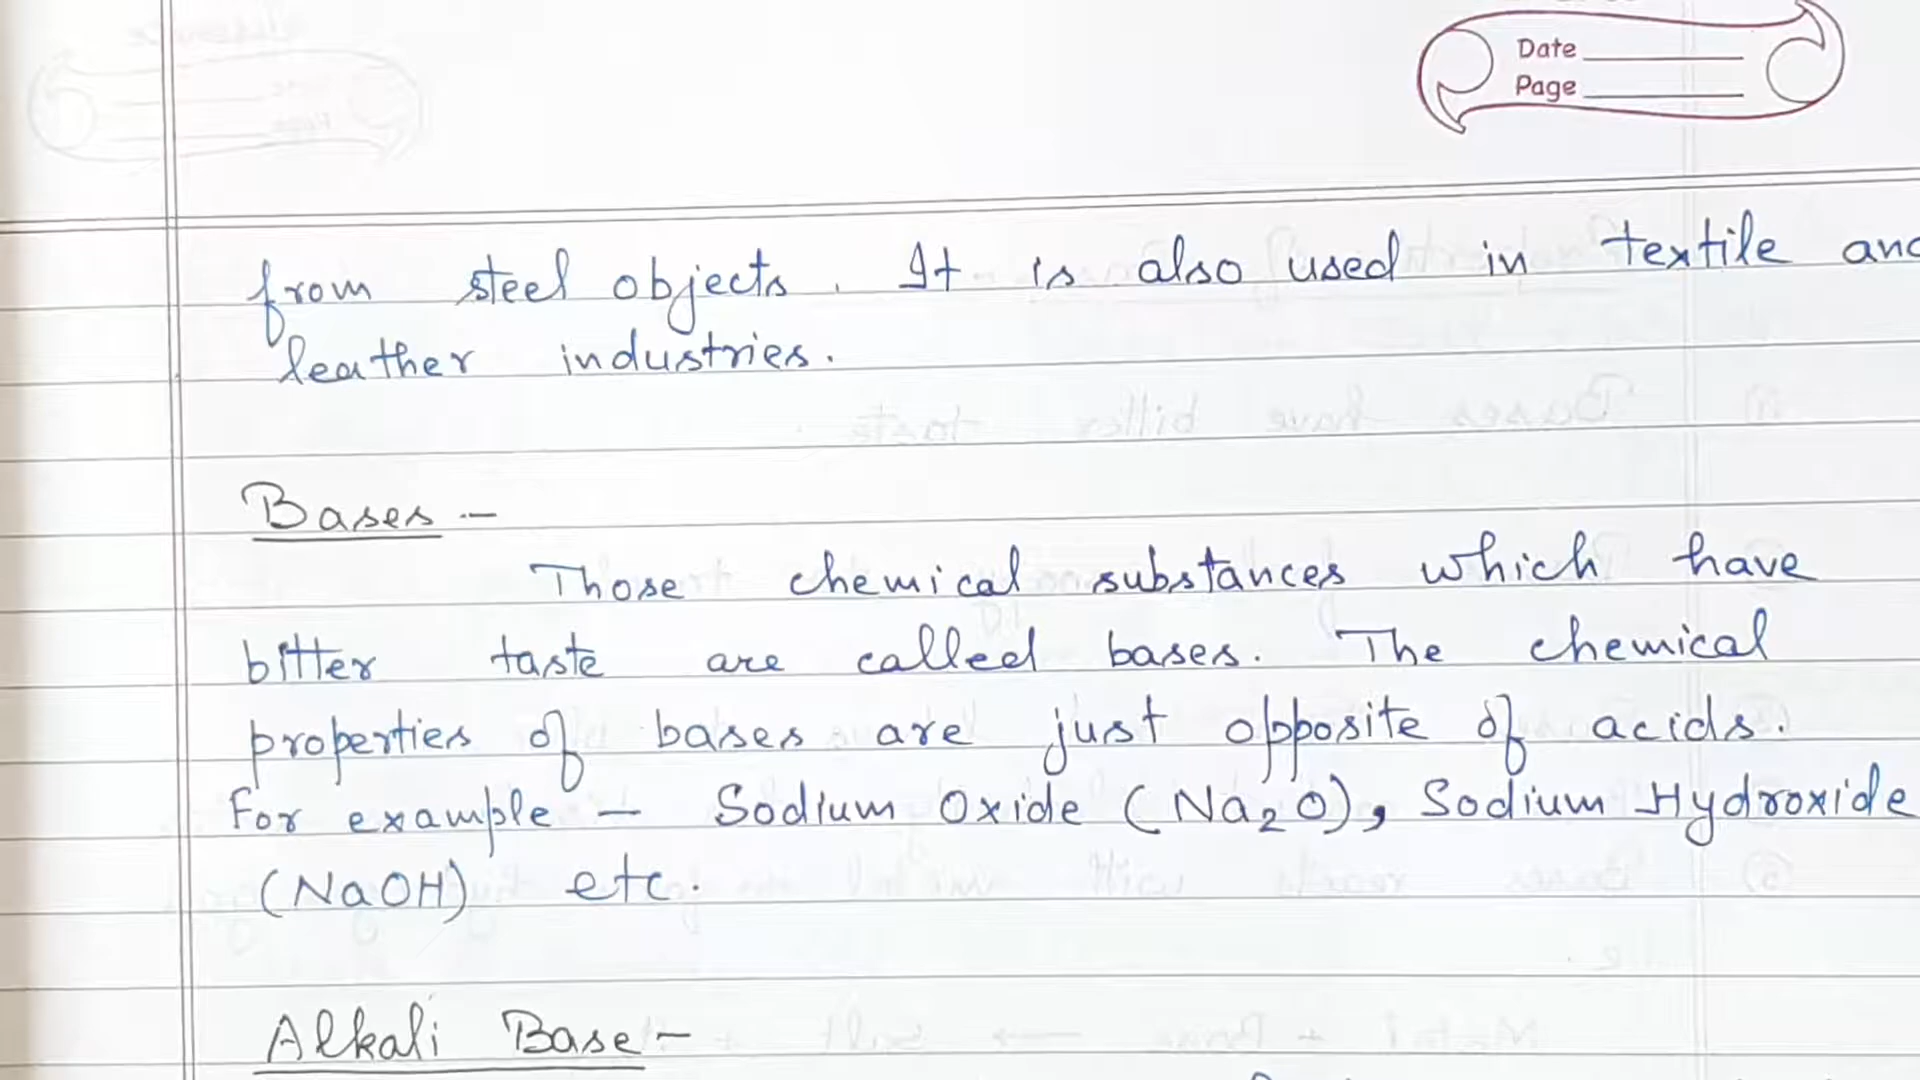 Date
Page
from steel objects. It is also used in textile and
leather industries.
Bases -
Those chemical substances which have
bitter taste are called bases. The chemical
properties of bases are just opposite of acids.
For example - Sodium Oxide (Na2O), Sodium Hydroxide
(NaOH) etc.
Alkali Base -